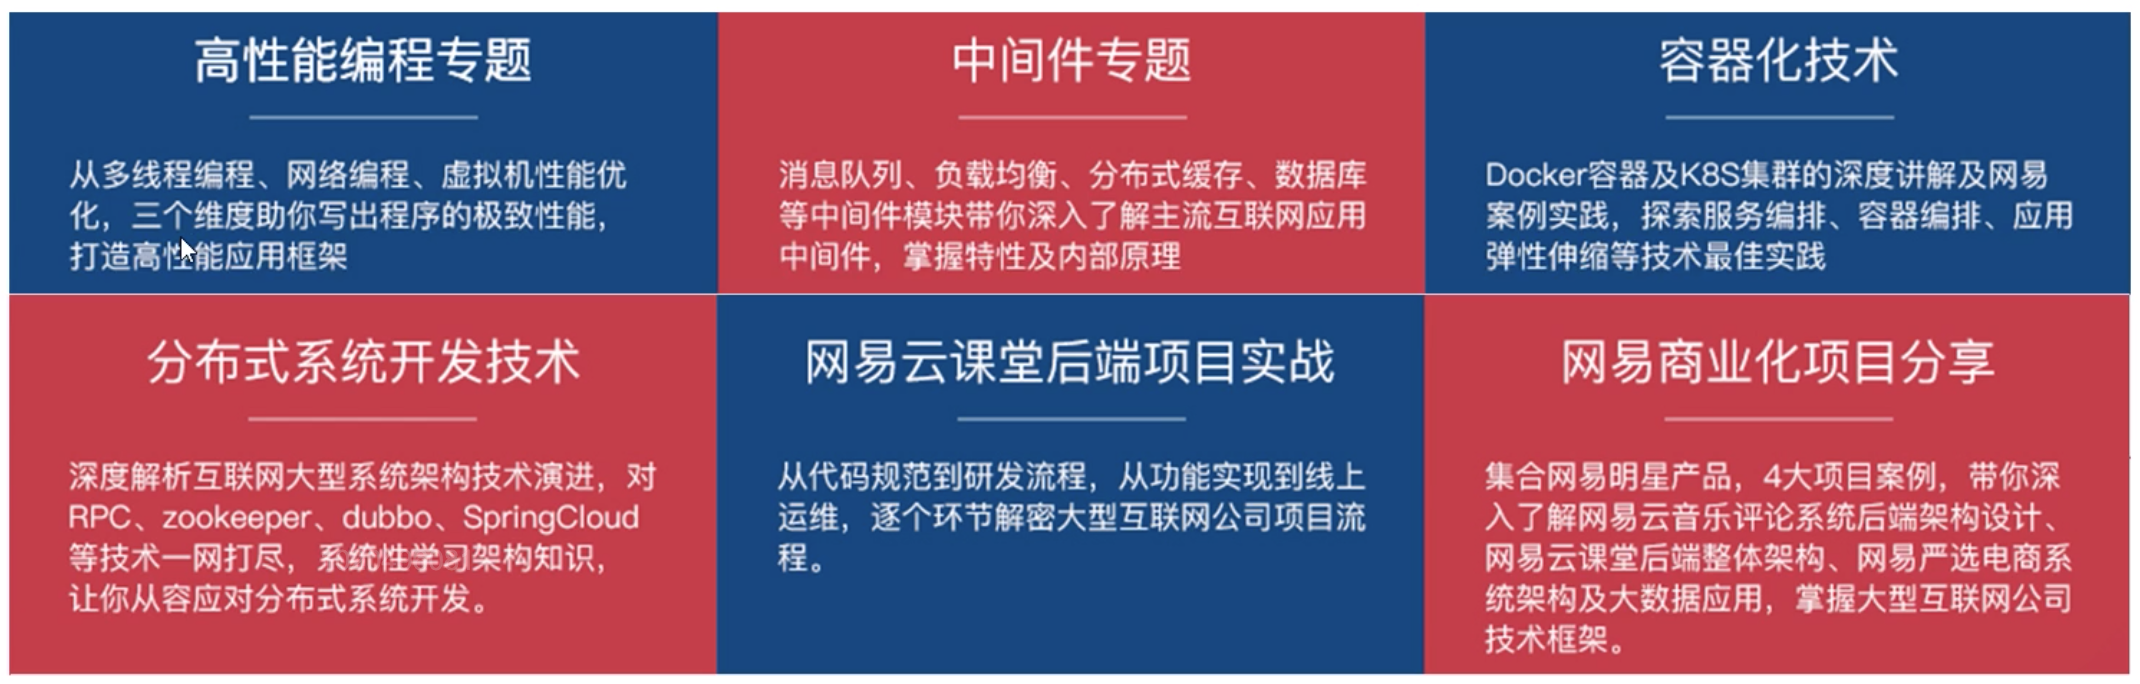 高性能编程专题
从多线程编程、网络编程、虚拟机性能优
化，三个维度助你写出程序的极致性能，
打造高性能应用框架
中间件专题
消息队列、负载均衡、分布式缓存、数据库
等中间件模块带你深入了解主流互联网应用
中间件，掌握特性及内部原理
容器化技术
Docker容器及K8S集群的深度讲解及网易
案例实践，探索服务编排、容器编排、应用
弹性伸缩等技术最佳实践
分布式系统开发技术
深度解析互联网大型系统架构技术演进，对
RPC、zookeeper、dubbo、SpringCloud
等技术一网打尽，系统性学习架构知识，
让你从容应对分布式系统开发。
网易云课堂后端项目实战
从代码规范到研发流程，从功能实现到线上
运维，逐个环节解密大型互联网公司项目流
程。
网易商业化项目分享
集合网易明星产品，4大项目案例，带你深
入了解网易云音乐评论系统后端架构设计、
网易云课堂后端整体架构、网易严选电商系
统架构及大数据应用，掌握大型互联网公司
技术框架。